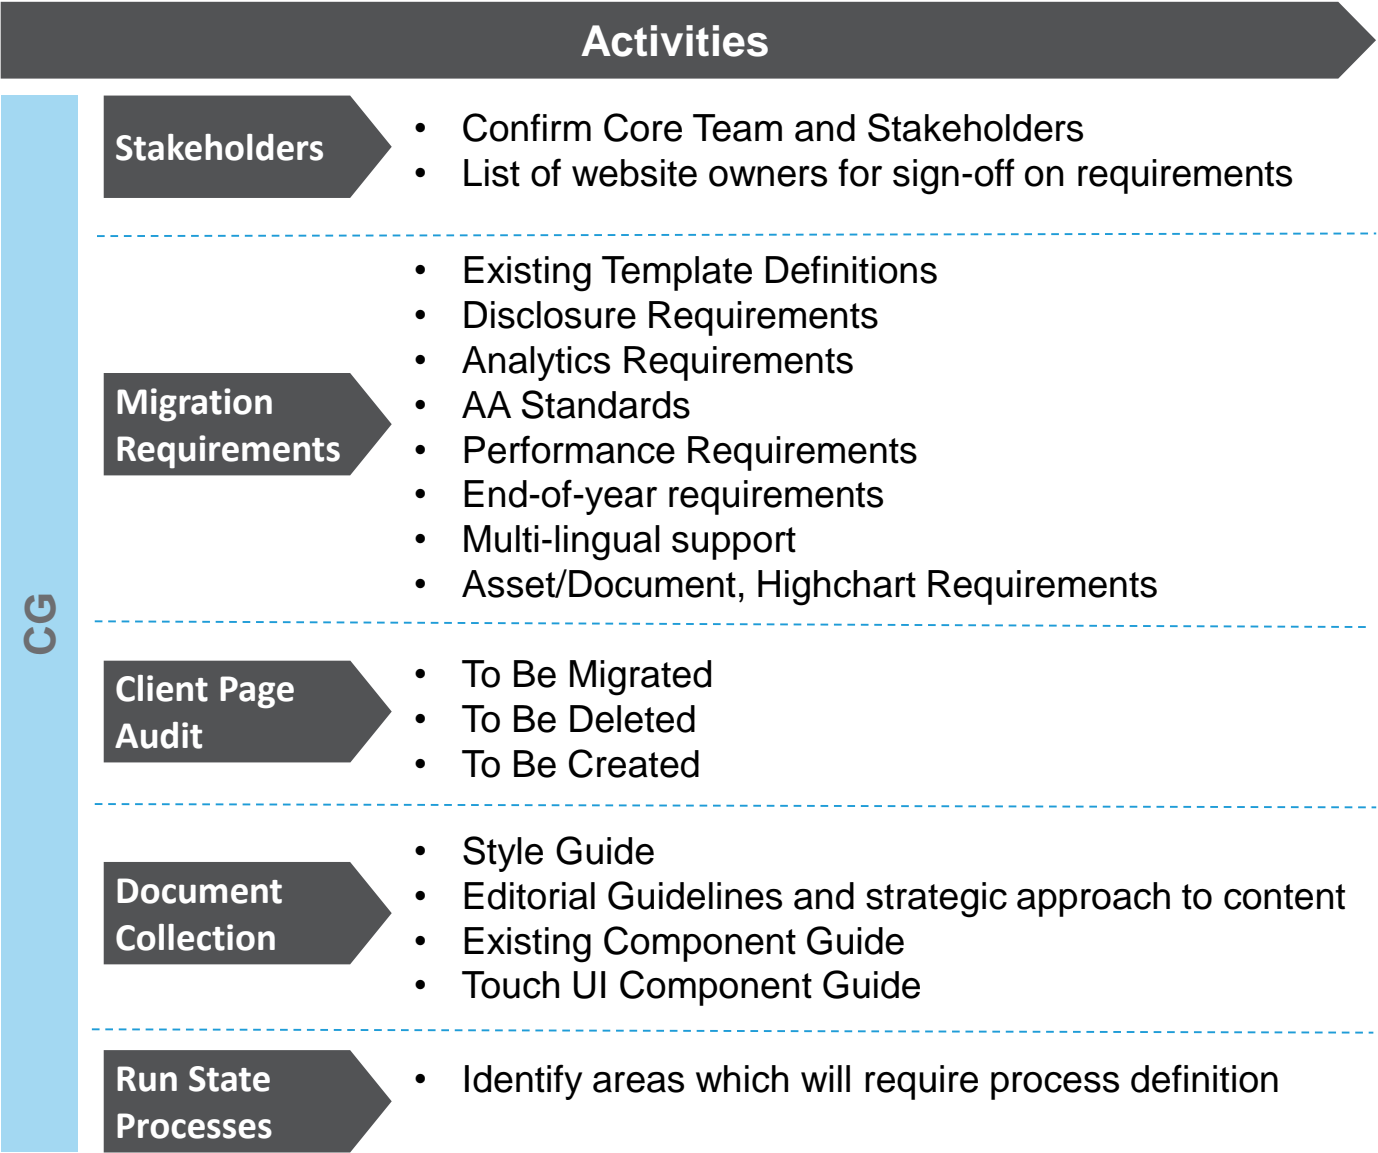 Activities
CG
Stakeholders
• Confirm Core Team and Stakeholders
• List of website owners for sign-off on requirements
Migration
Requirements
• Existing Template Definitions
• Disclosure Requirements
• Analytics Requirements
• AA Standards
• Performance Requirements
• End-of-year requirements
• Multi-lingual support
• Asset/Document, Highchart Requirements
Client Page
Audit
• To Be Migrated
• To Be Deleted
• To Be Created
Document
Collection
• Style Guide
• Editorial Guidelines and strategic approach to content
• Existing Component Guide
• Touch UI Component Guide
Run State
Processes
• Identify areas which will require process definition